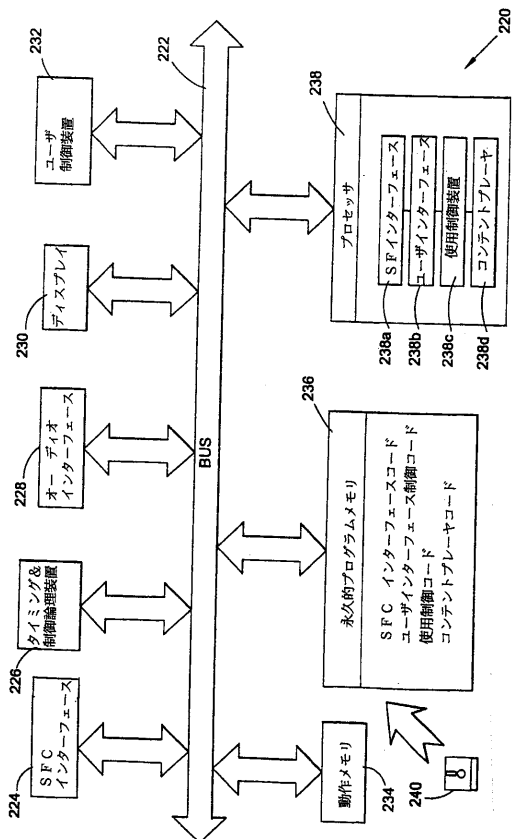 224
SFC
インターフェース
226
タイミング&
制御論理装置
228
オーディオ
インターフェース
230
ディスプレイ
232
ユーザ
制御装置
222
BUS
234
動作メモリ
240
236
永久的プログラムメモリ
SFC インターフェースコード
ユーザインターフェース制御コード
使用制御コード
コンテントプレーヤコード
238
プロセッサ
238a
SFインターフェース
238b
ユーザインターフェース
238c
使用制御装置
238d
コンテントプレーヤ
220